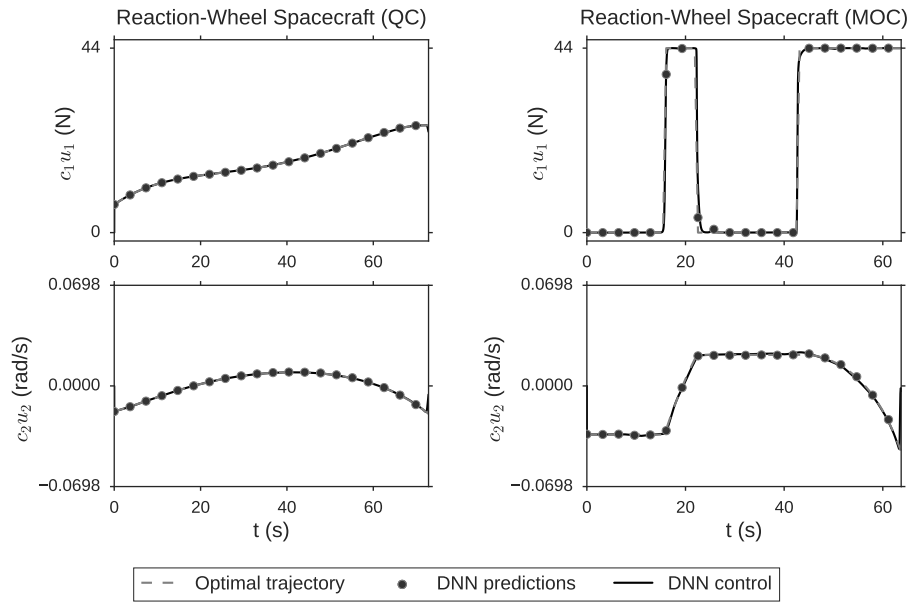 Reaction-Wheel Spacecraft (QC)
Reaction-Wheel Spacecraft (MOC)
44
0
c₁u₁ (N)
0 20 40 60
44
0
c₁u₁ (N)
0 20 40 60
0.0698
0.0000
−0.0698
c₂u₂ (rad/s)
0 20 40 60
t (s)
0.0698
0.0000
−0.0698
c₂u₂ (rad/s)
0 20 40 60
t (s)
Optimal trajectory DNN predictions DNN control